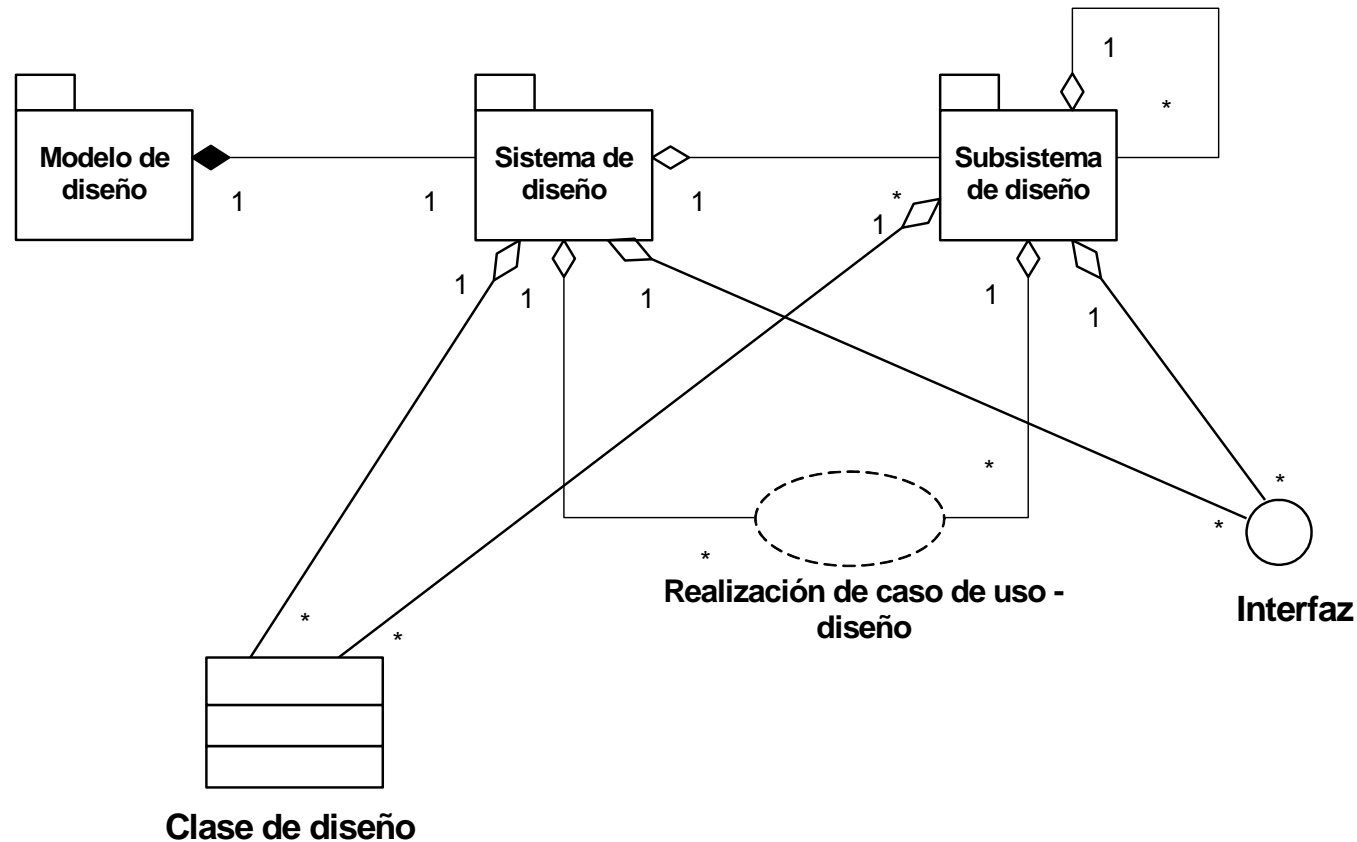 1
*
Modelo de
diseño
Sistema de
diseño
Subsistema
de diseño
1
1
1
*
1
1
1
1
1
1
*
*
*
*
*
*
Realización de caso de uso -
diseño
Interfaz
Clase de diseño